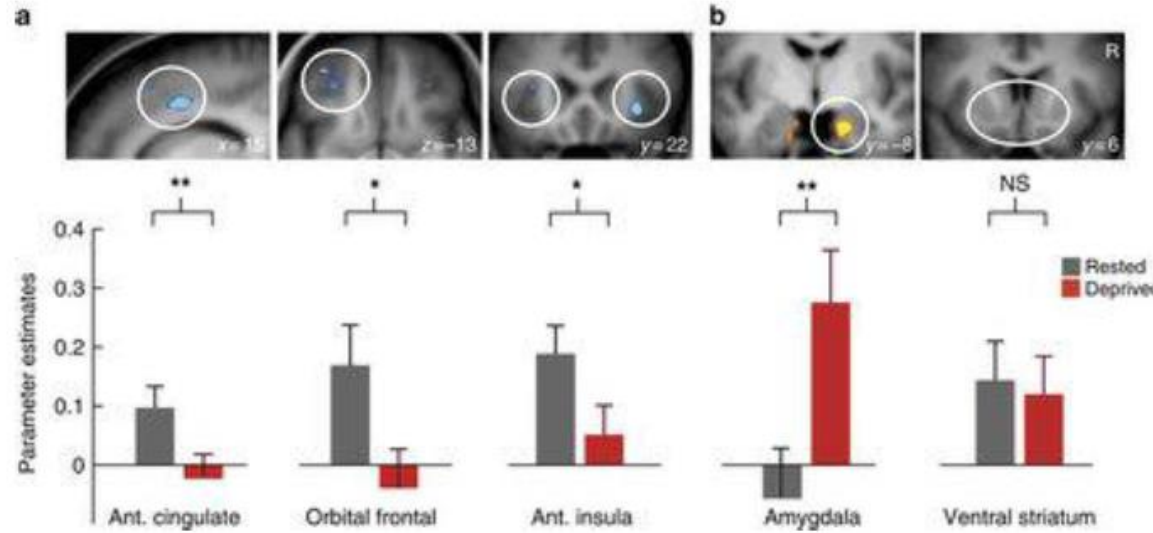 a
b
R
x=15
z=−13
y=22
y=−8
y=6
**
*
*
**
NS
0.4
0.3
0.2
0.1
0
Parameter estimates
Rested
Deprived
Ant. cingulate
Orbital frontal
Ant. insula
Amygdala
Ventral striatum